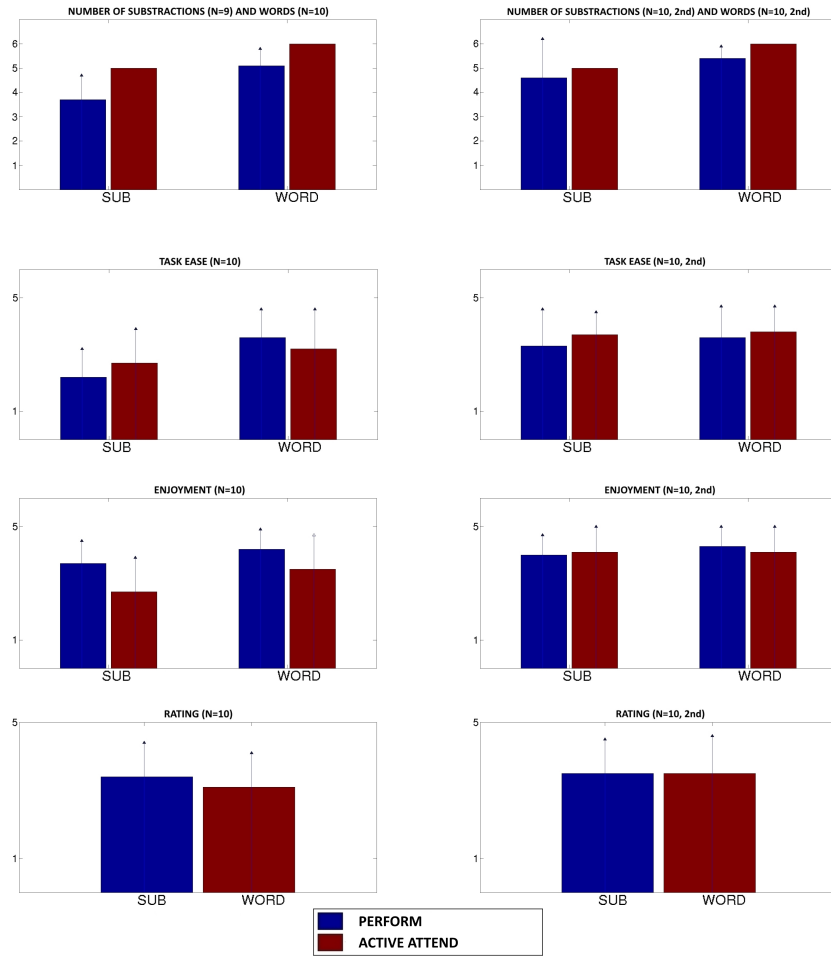 NUMBER OF SUBSTRACTIONS (N=9) AND WORDS (N=10)
6
5
4
3
2
1
SUB WORD
NUMBER OF SUBSTRACTIONS (N=10, 2nd) AND WORDS (N=10, 2nd)
6
5
4
3
2
1
SUB WORD
TASK EASE (N=10)
5
1
SUB WORD
TASK EASE (N=10, 2nd)
5
1
SUB WORD
ENJOYMENT (N=10)
5
1
SUB WORD
ENJOYMENT (N=10, 2nd)
5
1
SUB WORD
RATING (N=10)
5
1
SUB WORD
RATING (N=10, 2nd)
5
1
SUB WORD
PERFORM
ACTIVE ATTEND